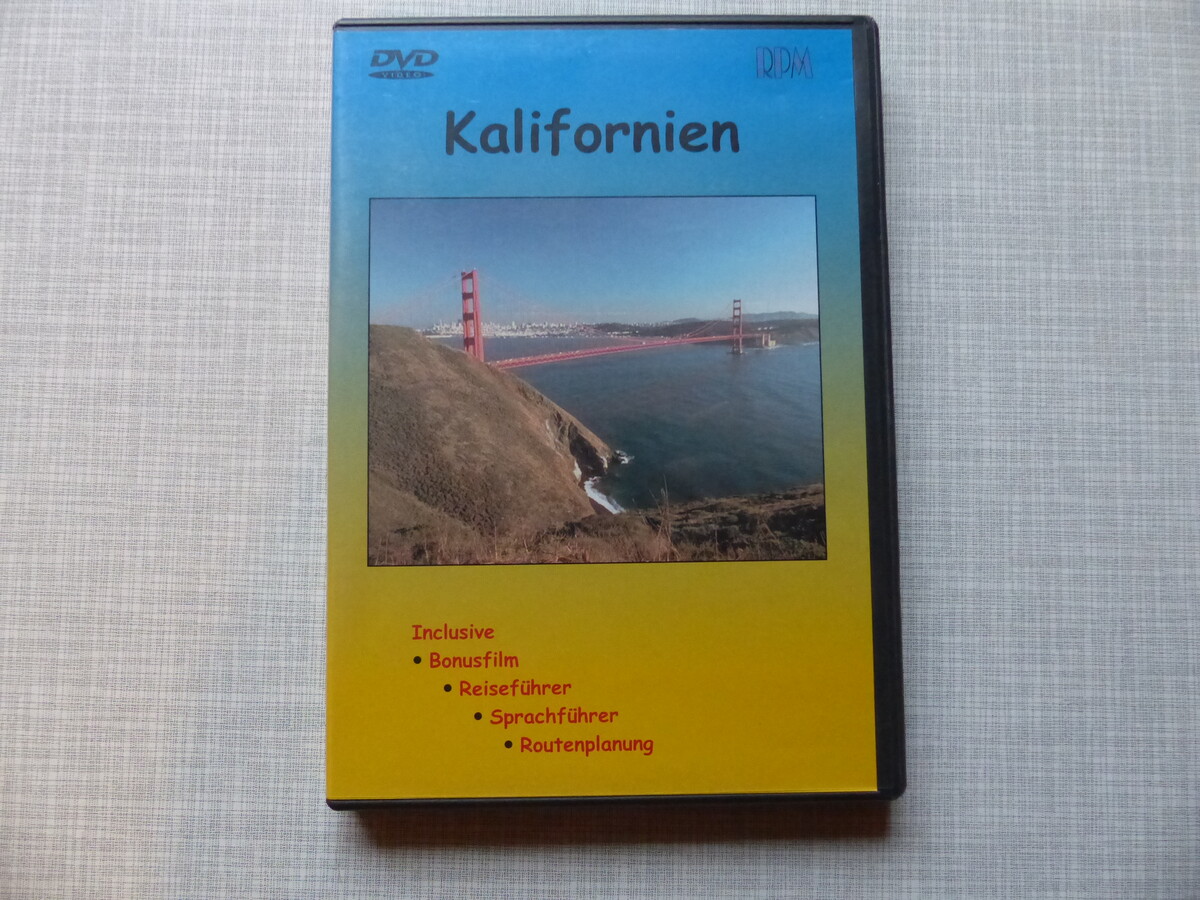 DVD
VIDEO
RPM
Kalifornien
Inclusive
• Bonusfilm
• Reiseführer
• Sprachführer
• Routenplanung